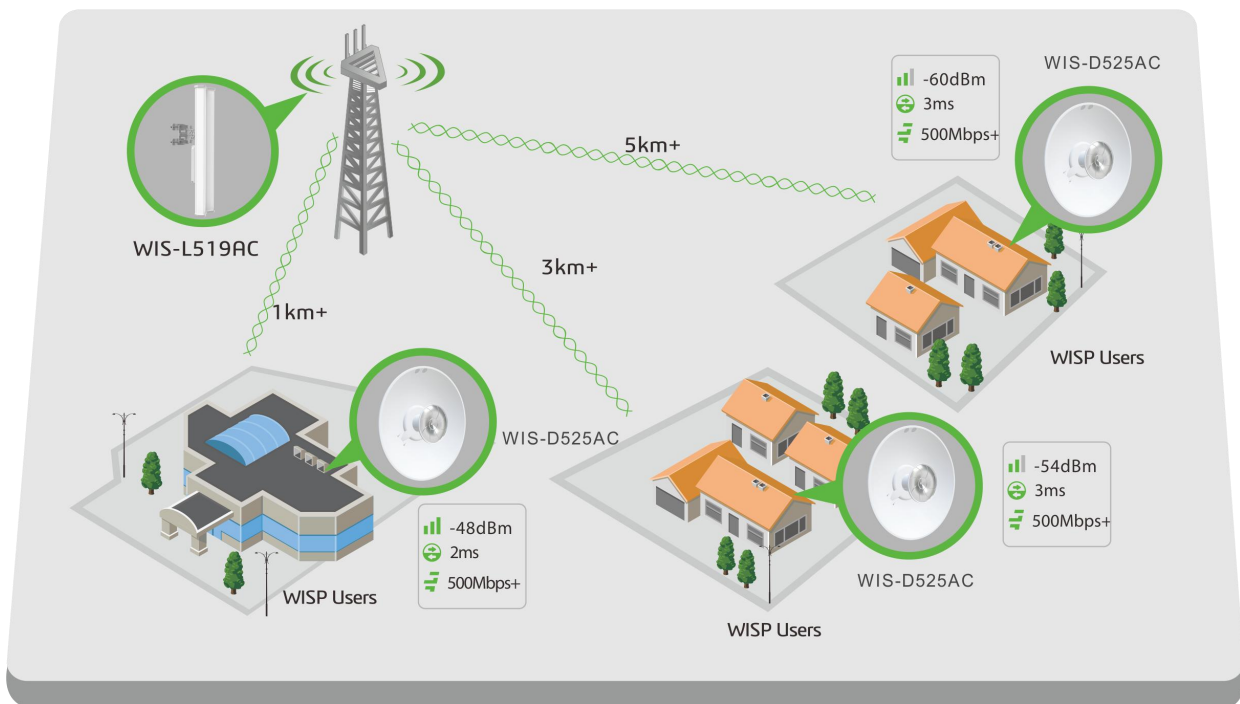 WIS-D525AC
-60dBm
3ms
500Mbps+
5km+
WIS-L519AC
3km+
1km+
WISP Users
WIS-D525AC
-54dBm
3ms
500Mbps+
-48dBm
2ms
500Mbps+
WIS-D525AC
WISP Users
WISP Users